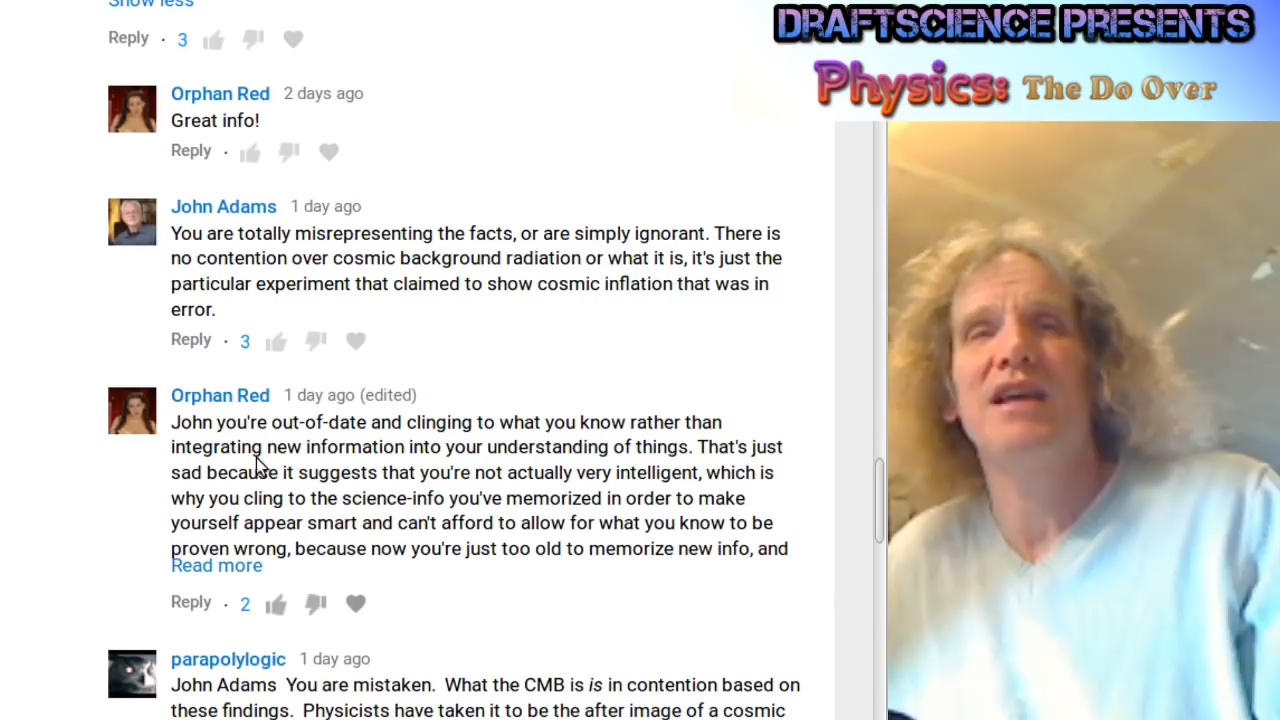 Show less
Reply · 3
DRAFTSCIENCE PRESENTS
Physics: The Do Over
Orphan Red 2 days ago
Great info!
Reply ·
John Adams 1 day ago
You are totally misrepresenting the facts, or are simply ignorant. There is
no contention over cosmic background radiation or what it is, it's just the
particular experiment that claimed to show cosmic inflation that was in
error.
Reply · 3
Orphan Red 1 day ago (edited)
John you're out-of-date and clinging to what you know rather than
integrating new information into your understanding of things. That's just
sad because it suggests that you're not actually very intelligent, which is
why you cling to the science-info you've memorized in order to make
yourself appear smart and can't afford to allow for what you know to be
proven wrong, because now you're just too old to memorize new info, and
Read more
Reply · 2
parapolylogic 1 day ago
John Adams You are mistaken. What the CMB is is in contention based on
these findings. Physicists have taken it to be the after image of a cosmic